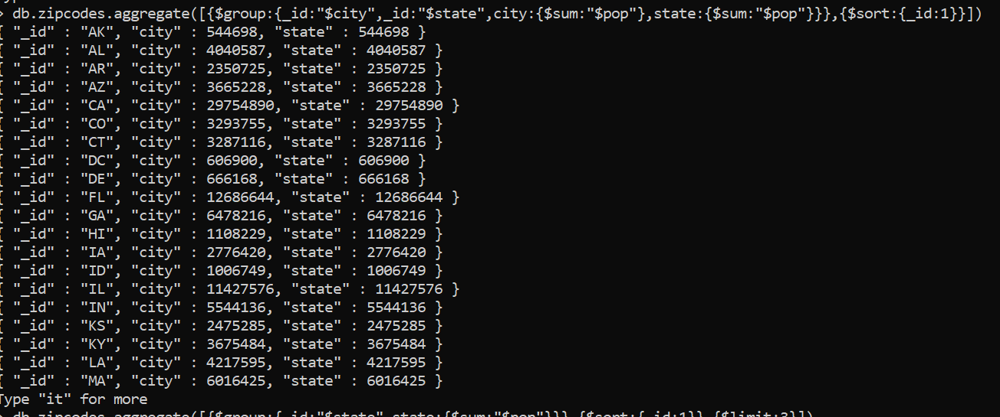 > db.zipcodes.aggregate([{$group:{_id:"$city",_id:"$state",city:{$sum:"$pop"},state:{$sum:"$pop"}}},{$sort:{_id:1}}])
{ "_id" : "AK", "city" : 544698, "state" : 544698 }
{ "_id" : "AL", "city" : 4040587, "state" : 4040587 }
{ "_id" : "AR", "city" : 2350725, "state" : 2350725 }
{ "_id" : "AZ", "city" : 3665228, "state" : 3665228 }
{ "_id" : "CA", "city" : 29754890, "state" : 29754890 }
{ "_id" : "CO", "city" : 3293755, "state" : 3293755 }
{ "_id" : "CT", "city" : 3287116, "state" : 3287116 }
{ "_id" : "DC", "city" : 606900, "state" : 606900 }
{ "_id" : "DE", "city" : 666168, "state" : 666168 }
{ "_id" : "FL", "city" : 12686644, "state" : 12686644 }
{ "_id" : "GA", "city" : 6478216, "state" : 6478216 }
{ "_id" : "HI", "city" : 1108229, "state" : 1108229 }
{ "_id" : "IA", "city" : 2776420, "state" : 2776420 }
{ "_id" : "ID", "city" : 1006749, "state" : 1006749 }
{ "_id" : "IL", "city" : 11427576, "state" : 11427576 }
{ "_id" : "IN", "city" : 5544136, "state" : 5544136 }
{ "_id" : "KS", "city" : 2475285, "state" : 2475285 }
{ "_id" : "KY", "city" : 3675484, "state" : 3675484 }
{ "_id" : "LA", "city" : 4217595, "state" : 4217595 }
{ "_id" : "MA", "city" : 6016425, "state" : 6016425 }
Type "it" for more
> db.zipcodes.aggregate([{$group:{_id:"$state",state:{$sum:"$pop"}}},{$sort:{_id:1}},{$limit:3}])